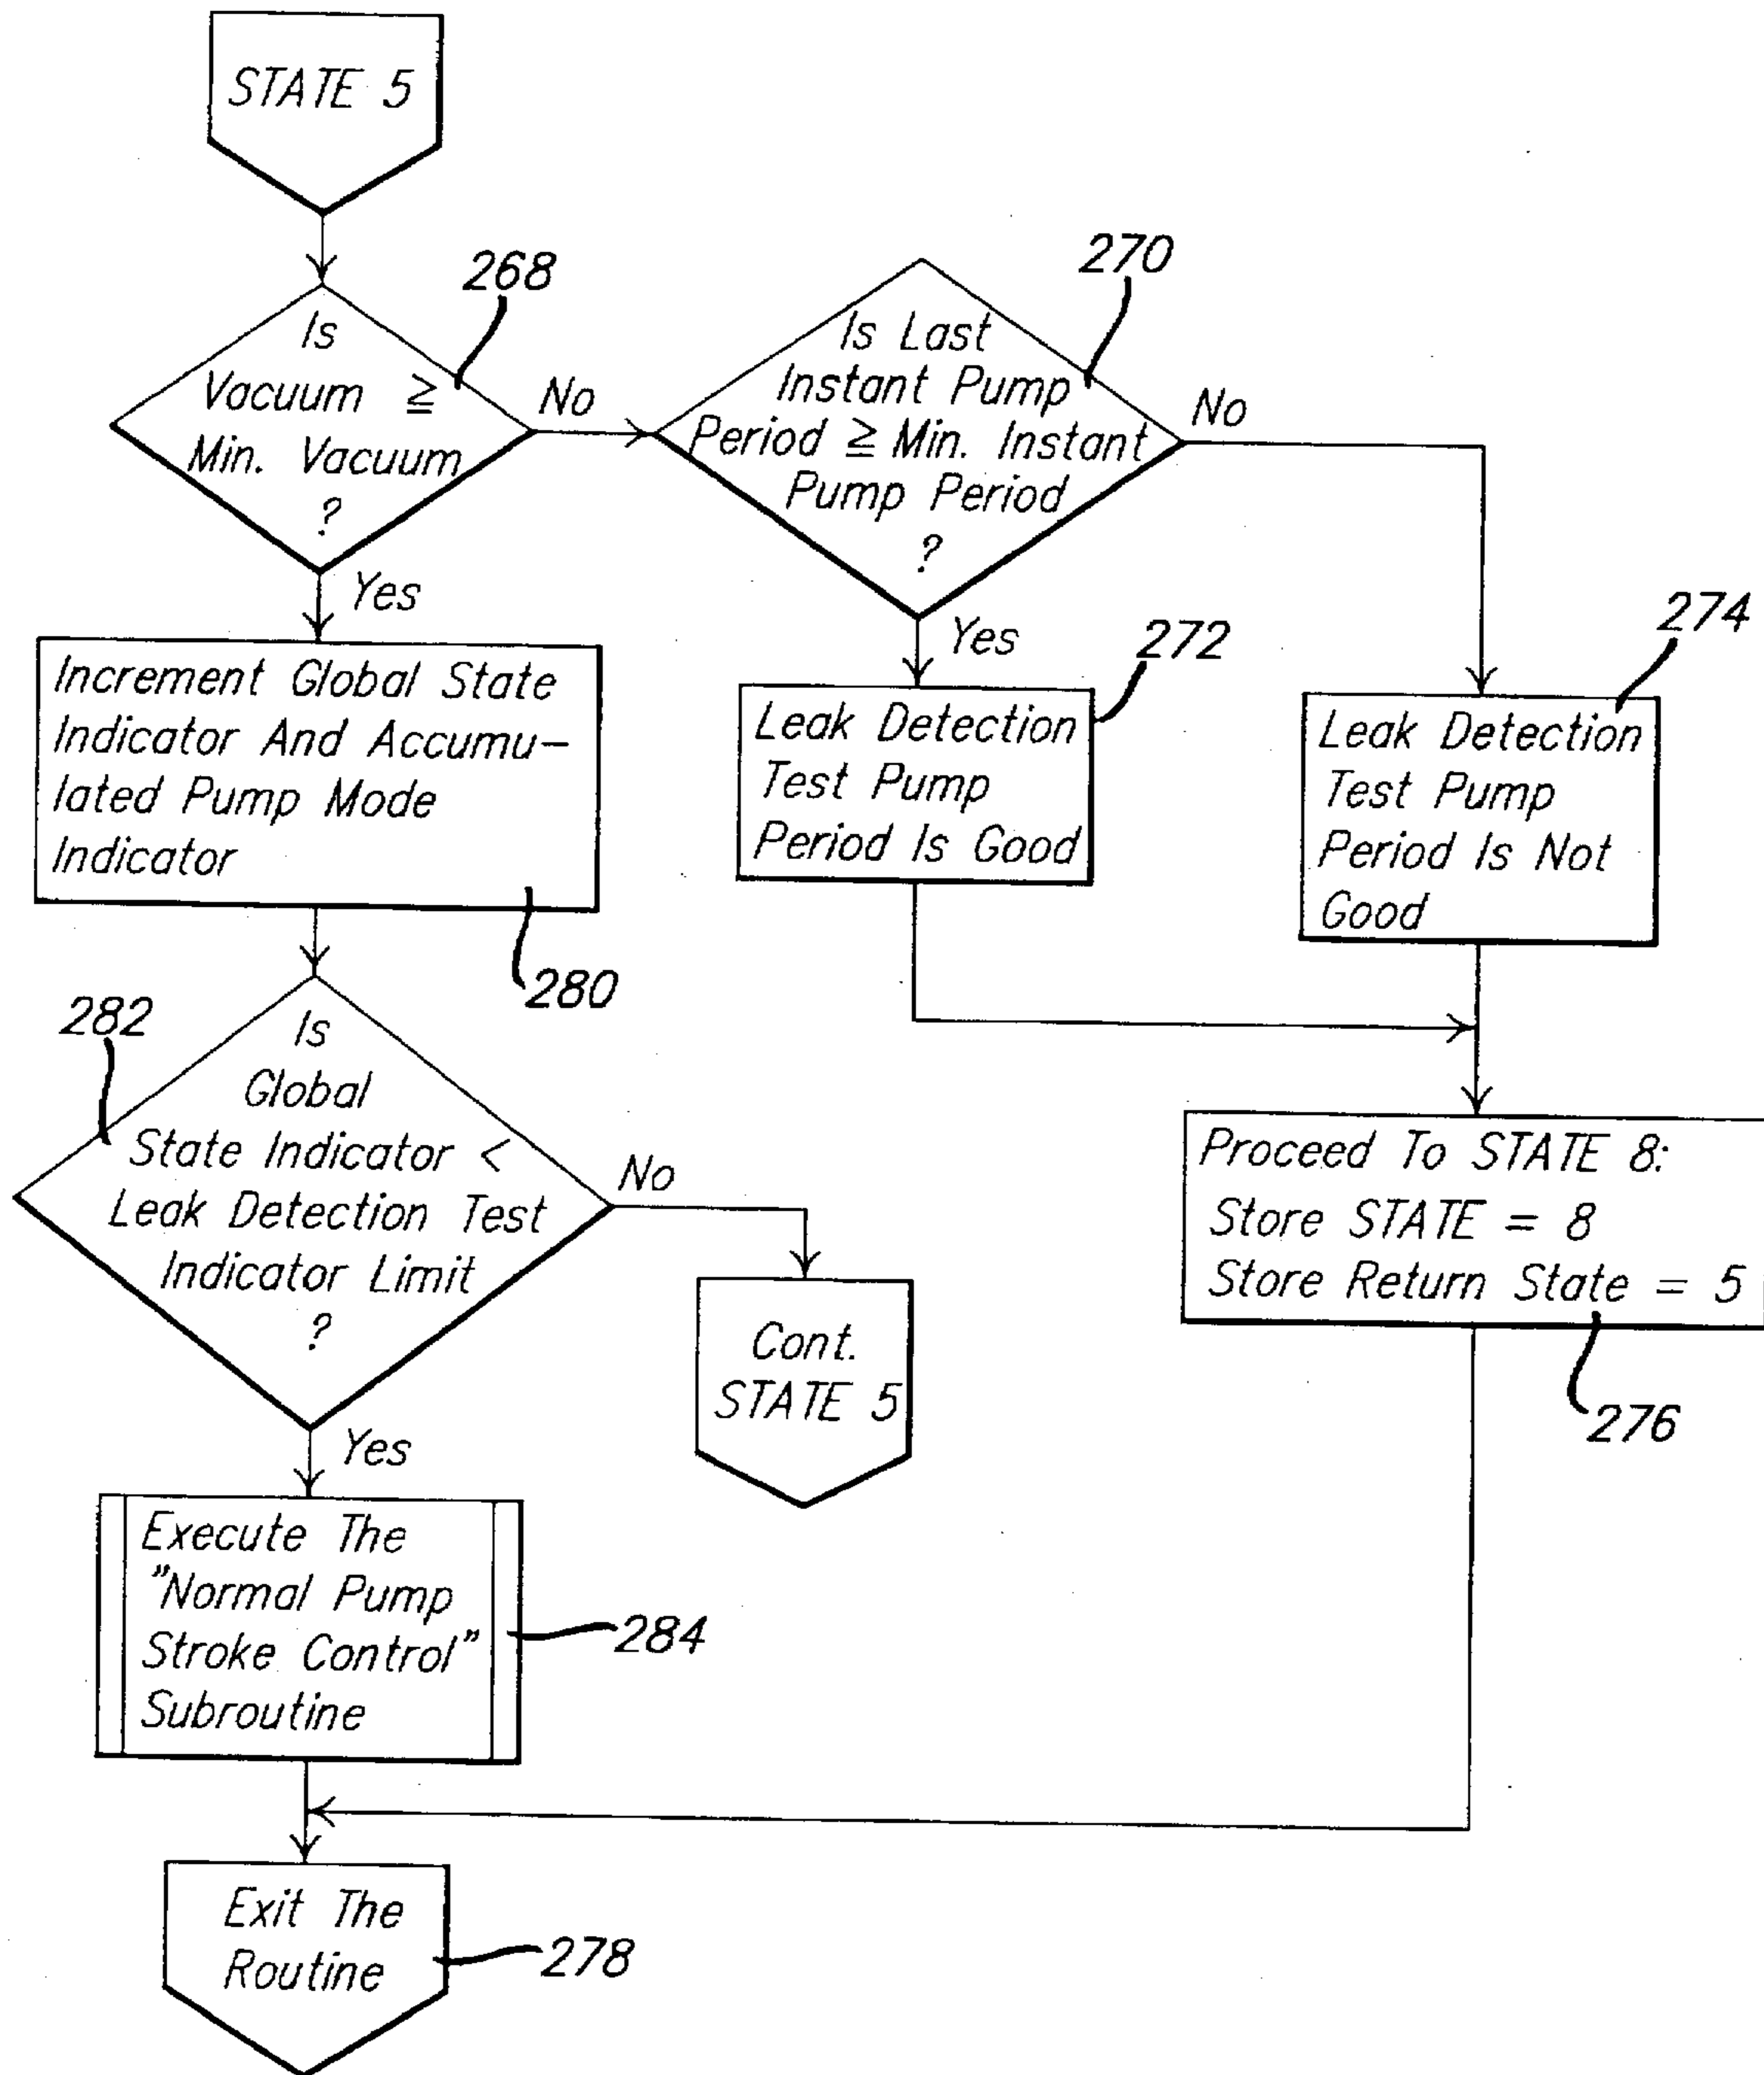 STATE 5
268
Is
Vacuum ≧
Min. Vacuum
?
No
Yes
270
Is Last
Instant Pump
Period ≧ Min. Instant
Pump Period
?
No
Yes
Increment Global State
Indicator And Accumu-
lated Pump Mode
Indicator
280
272
Leak Detection
Test Pump
Period Is Good
274
Leak Detection
Test Pump
Period Is Not
Good
282
Is
Global
State Indicator <
Leak Detection Test
Indicator Limit
?
No
Yes
Cont.
STATE 5
Proceed To STATE 8:
Store STATE = 8
Store Return State = 5
276
Execute The
"Normal Pump
Stroke Control"
Subroutine
284
Exit The
Routine
278